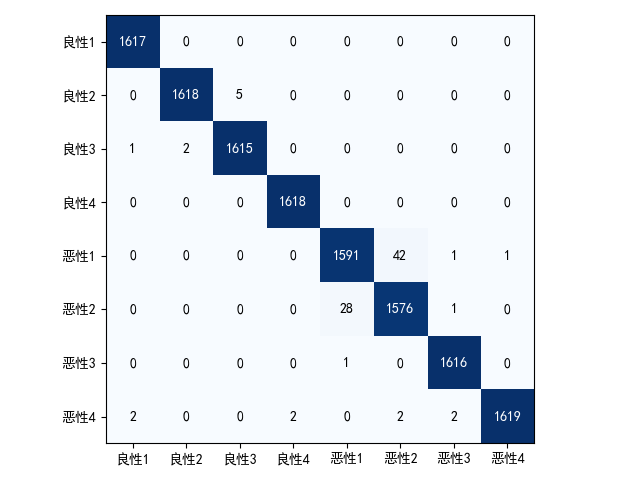 良性1 1617 0 0 0 0 0 0 0
良性2 0 1618 5 0 0 0 0 0
良性3 1 2 1615 0 0 0 0 0
良性4 0 0 0 1618 0 0 0 0
恶性1 0 0 0 0 1591 42 1 1
恶性2 0 0 0 0 28 1576 1 0
恶性3 0 0 0 0 1 0 1616 0
恶性4 2 0 0 2 0 2 2 1619
良性1 良性2 良性3 良性4 恶性1 恶性2 恶性3 恶性4